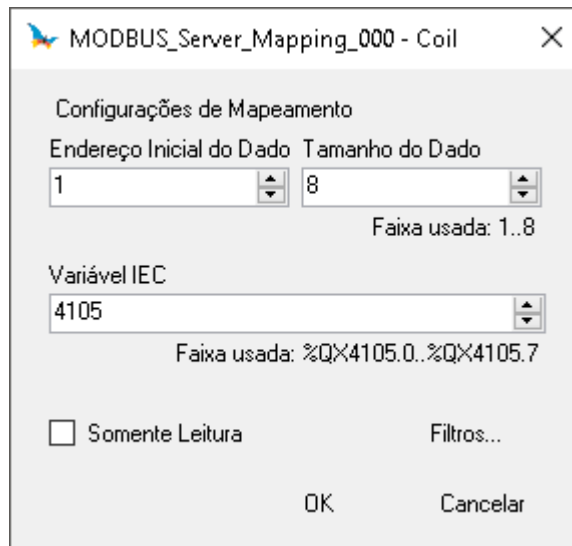 MODBUS_Server_Mapping_000 - Coil
Configurações de Mapeamento
Endereço Inicial do Dado Tamanho do Dado
1 8
Faixa usada: 1..8
Variável IEC
4105
Faixa usada: %QX4105.0..%QX4105.7
Somente Leitura Filtros...
OK Cancelar